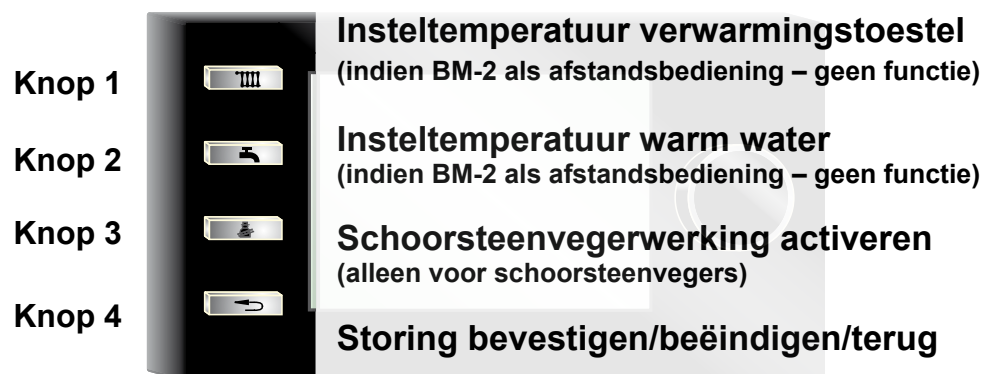 Insteltemperatuur verwarmingstoestel
Knop 1
(indien BM-2 als afstandsbediening – geen functie)
Insteltemperatuur warm water
Knop 2
(indien BM-2 als afstandsbediening – geen functie)
Knop 3
Schoorsteenvegerwerking activeren
(alleen voor schoorsteenvegers)
Knop 4
Storing bevestigen/beëindigen/terug